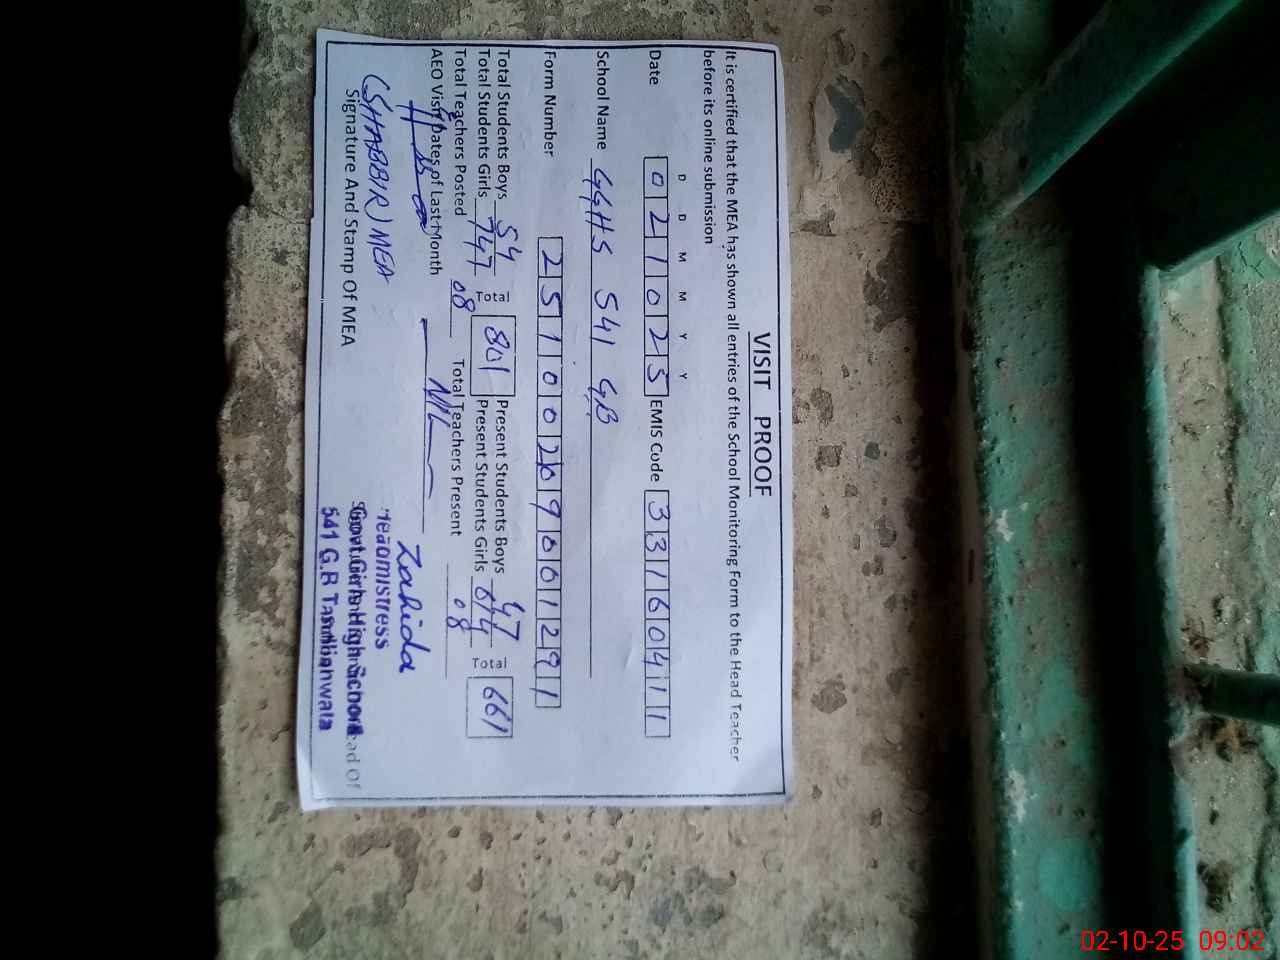 VISIT PROOF
It is certified that the MEA has shown all entries of the School Monitoring Form to the Head Teacher
before its online submission
D D M M Y Y
Date 0 2 1 0 2 5 EMIS Code 3 3 1 6 0 4 1 1
School Name GGHS 541 GB
Form Number 2 5 1 0 0 2 0 9 0 0 1 2 9 1
Total Students Boys 54 Total 801 Present Students Boys 47 Total 661
Total Students Girls 747 Present Students Girls 614
Total Teachers Posted 08 Total Teachers Present 08
AEO Visit Dates of Last Month NIL
Zahida
(SHABBIR) MEA
Headmistress
Signature And Stamp Of MEA
Govt. Girls High School
541 G.B Tandlianwala
02-10-25 09:02